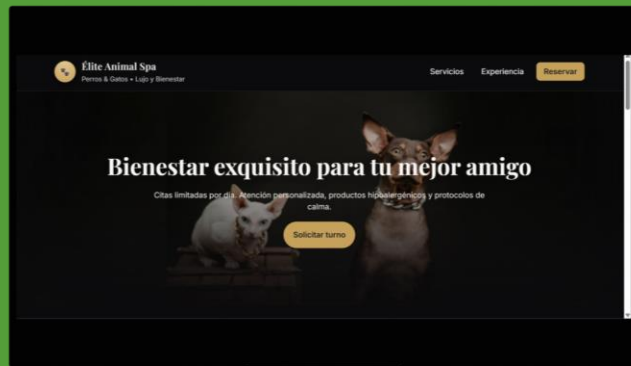 Élite Animal Spa
Perros & Gatos • Lujo y Bienestar
Servicios Experiencia Reservar
Bienestar exquisito para tu mejor amigo
Citas limitadas por día. Atención personalizada, productos hipoalergénicos y protocolos de
calma.
Solicitar turno